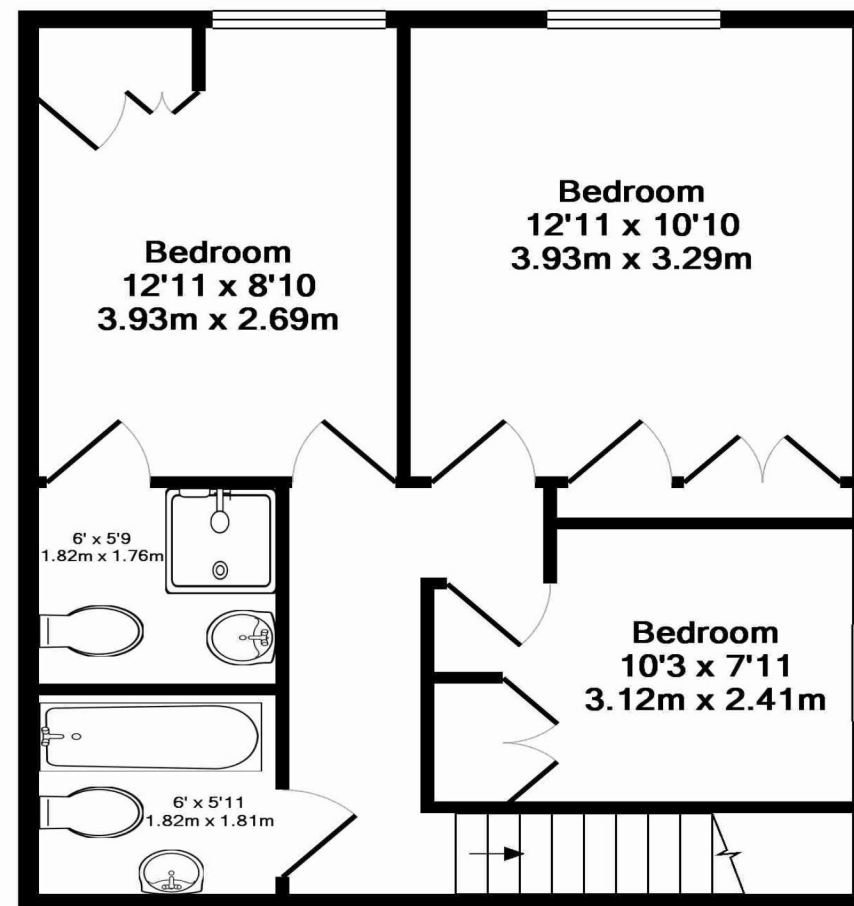 Bedroom
12'11 x 8'10
3.93m x 2.69m
Bedroom
12'11 x 10'10
3.93m x 3.29m
6' x 5'9
1.82m x 1.76m
Bedroom
10'3 x 7'11
3.12m x 2.41m
6' x 5'11
1.82m x 1.81m